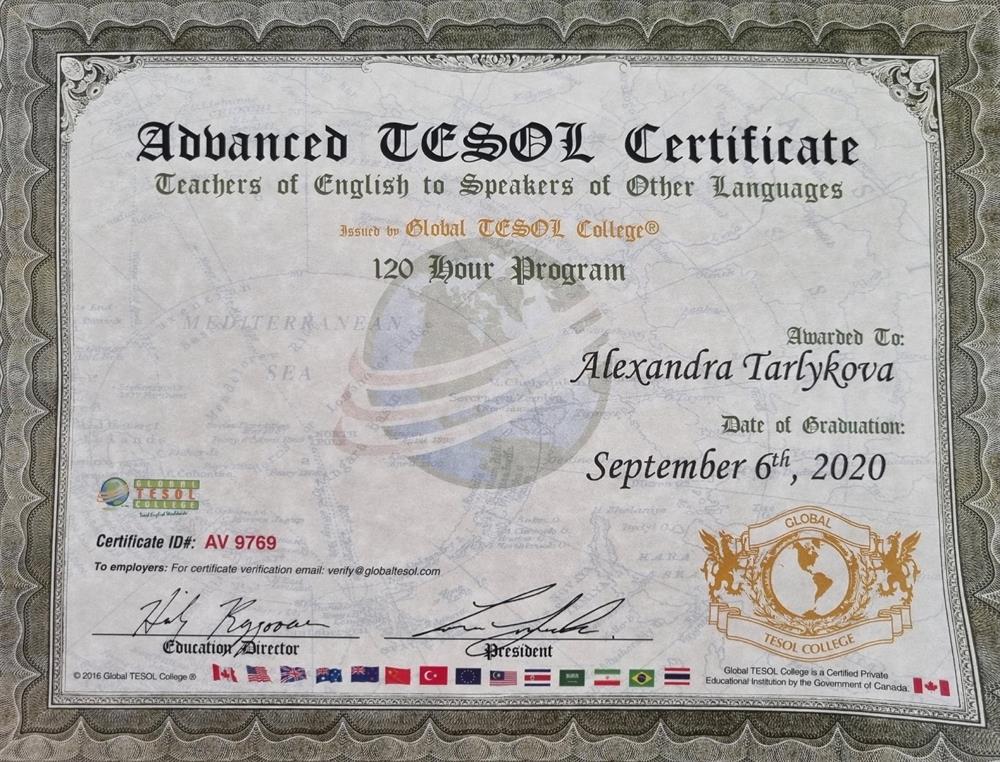 Advanced TESOL Certificate
Teachers of English to Speakers of Other Languages
Issued by Global TESOL College®
120 Hour Program
MEDITERRANEAN
SEA
Awarded To:
Alexandra Tarlykova
Date of Graduation:
September 6th, 2020
GLOBAL
TESOL
COLLEGE
Teach English Worldwide
Certificate ID#: AV 9769
To employers: For certificate verification email: verify@globaltesol.com
GLOBAL
TESOL COLLEGE
Education Director
President
© 2016 Global TESOL College ®
Global TESOL College is a Certified Private
Educational Institution by the Government of Canada.